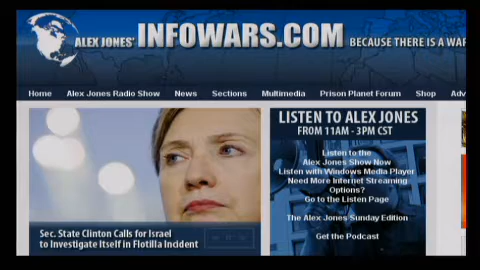 ALEX JONES' INFOWARS.COM BECAUSE THERE IS A WAR
Home Alex Jones Radio Show News Sections Multimedia Prison Planet Forum Shop Adv
LISTEN TO ALEX JONES
FROM 11AM - 3PM CST
Listen to the
Alex Jones Show Now
Listen with Windows Media Player
Need More Internet Streaming
Options?
Go to the Listen Page
The Alex Jones Sunday Edition
Get the Podcast
Sec. State Clinton Calls for Israel
to Investigate Itself in Flotilla Incident